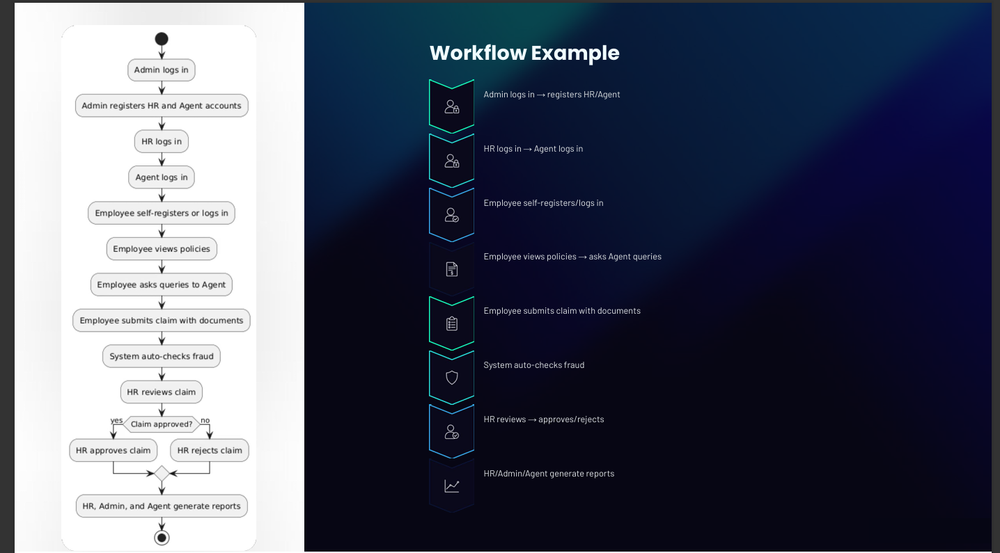 Admin logs in
Admin registers HR and Agent accounts
HR logs in
Agent logs in
Employee self-registers or logs in
Employee views policies
Employee asks queries to Agent
Employee submits claim with documents
System auto-checks fraud
HR reviews claim
yes
Claim approved?
no
HR approves claim
HR rejects claim
HR, Admin, and Agent generate reports
Workflow Example
Admin logs in → registers HR/Agent
HR logs in → Agent logs in
Employee self-registers/logs in
Employee views policies → asks Agent queries
Employee submits claim with documents
System auto-checks fraud
HR reviews → approves/rejects
HR/Admin/Agent generate reports